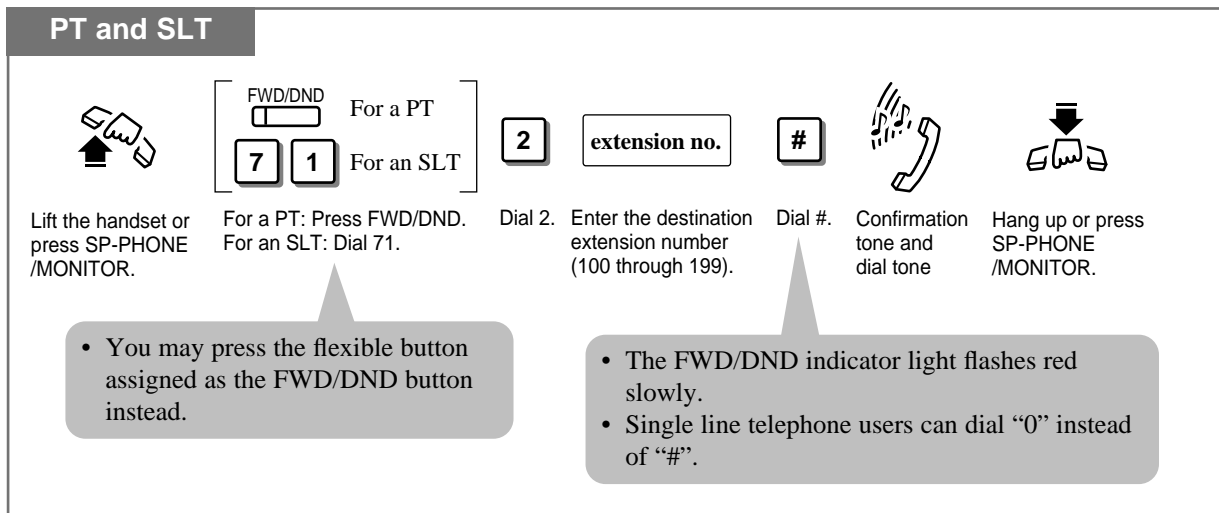 PT and SLT
FWD/DND
For a PT
7 1 For an SLT
2
extension no.
#
Lift the handset or
press SP-PHONE
/MONITOR.
For a PT: Press FWD/DND.
For an SLT: Dial 71.
Dial 2.
Enter the destination
extension number
(100 through 199).
Dial #.
Confirmation
tone and
dial tone
Hang up or press
SP-PHONE
/MONITOR.
• You may press the flexible button
assigned as the FWD/DND button
instead.
• The FWD/DND indicator light flashes red
slowly.
• Single line telephone users can dial “0” instead
of “#”.